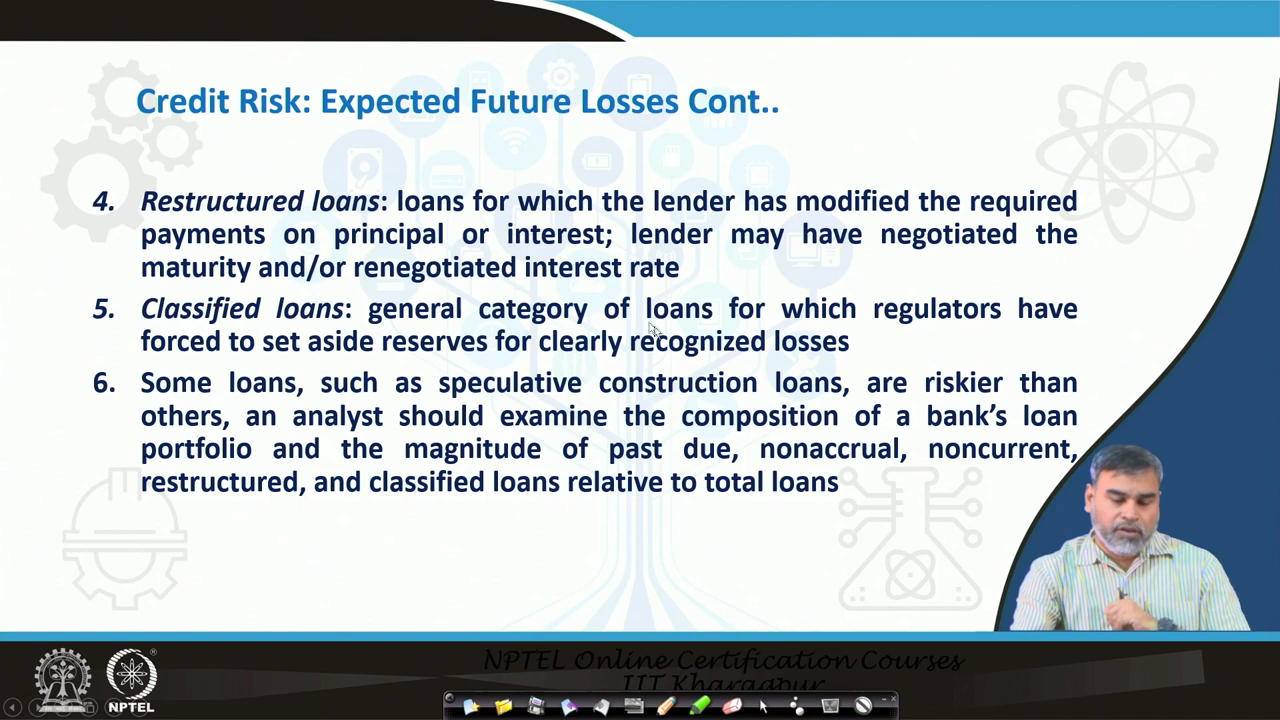 Credit Risk: Expected Future Losses Cont..
4. Restructured loans: loans for which the lender has modified the required
payments on principal or interest; lender may have negotiated the
maturity and/or renegotiated interest rate
5. Classified loans: general category of loans for which regulators have
forced to set aside reserves for clearly recognized losses
6. Some loans, such as speculative construction loans, are riskier than
others, an analyst should examine the composition of a bank's loan
portfolio and the magnitude of past due, nonaccrual, noncurrent,
restructured, and classified loans relative to total loans
NPTEL Online Certification Courses
IIT Kharagpur
NPTEL